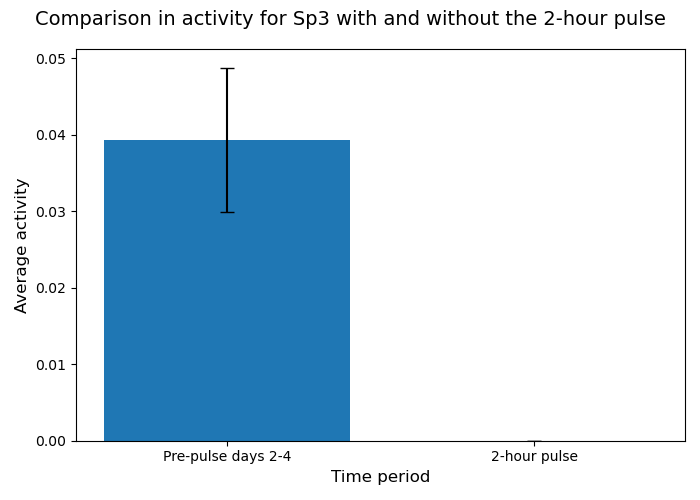 Comparison in activity for Sp3 with and without the 2-hour pulse
0.05
0.04
0.03
0.02
0.01
0.00
Average activity
Pre-pulse days 2-4
2-hour pulse
Time period